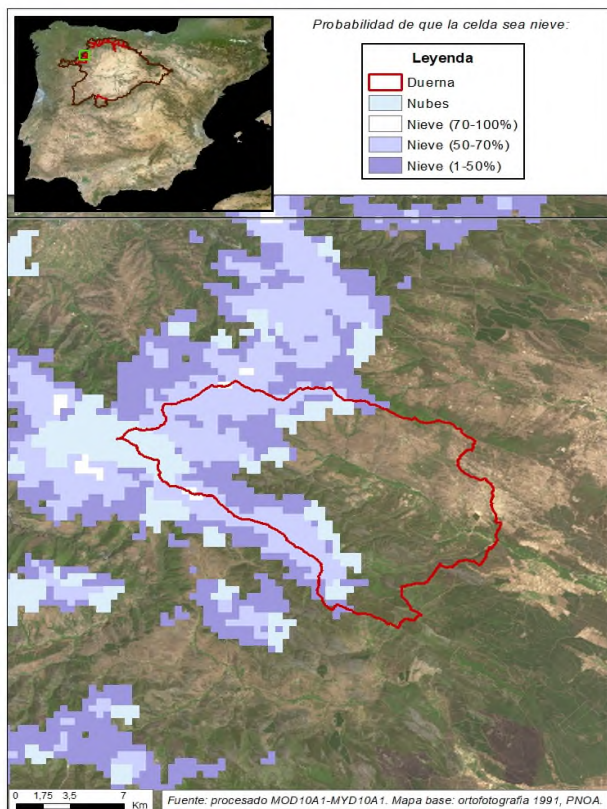 Probabilidad de que la celda sea nieve:
Leyenda
Duerna
Nubes
Nieve (70-100%)
Nieve (50-70%)
Nieve (1-50%)
0 1,75 3,5 7
Km
Fuente: procesado MOD10A1-MYD10A1. Mapa base: ortofotografía 1991, PNOA